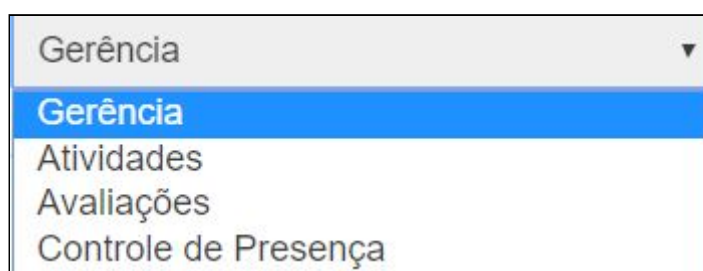 Gerência
Gerência
Atividades
Avaliações
Controle de Presença